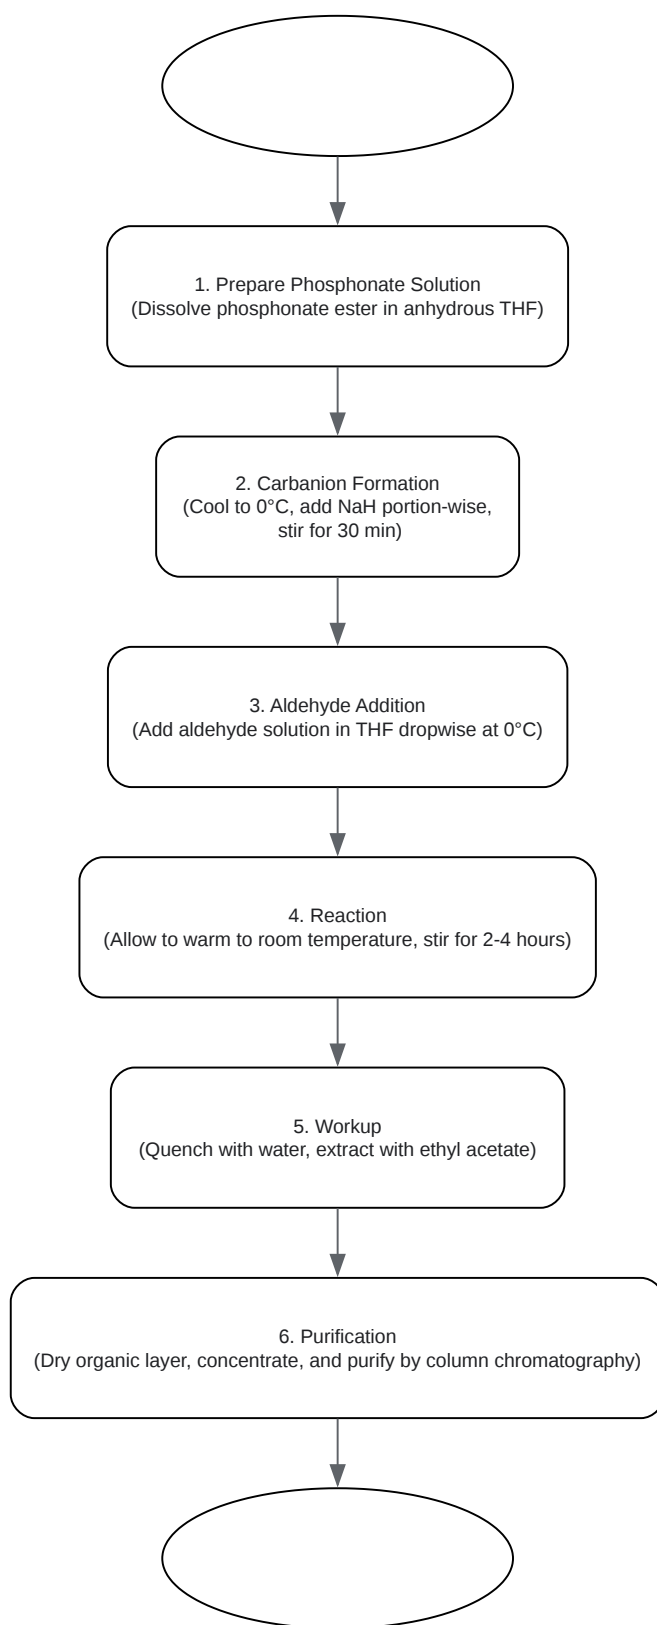 1. Prepare Phosphonate Solution
(Dissolve phosphonate ester in anhydrous THF)
2. Carbanion Formation
(Cool to 0°C, add NaH portion-wise,
stir for 30 min)
3. Aldehyde Addition
(Add aldehyde solution in THF dropwise at 0°C)
4. Reaction
(Allow to warm to room temperature, stir for 2-4 hours)
5. Workup
(Quench with water, extract with ethyl acetate)
6. Purification
(Dry organic layer, concentrate, and purify by column chromatography)